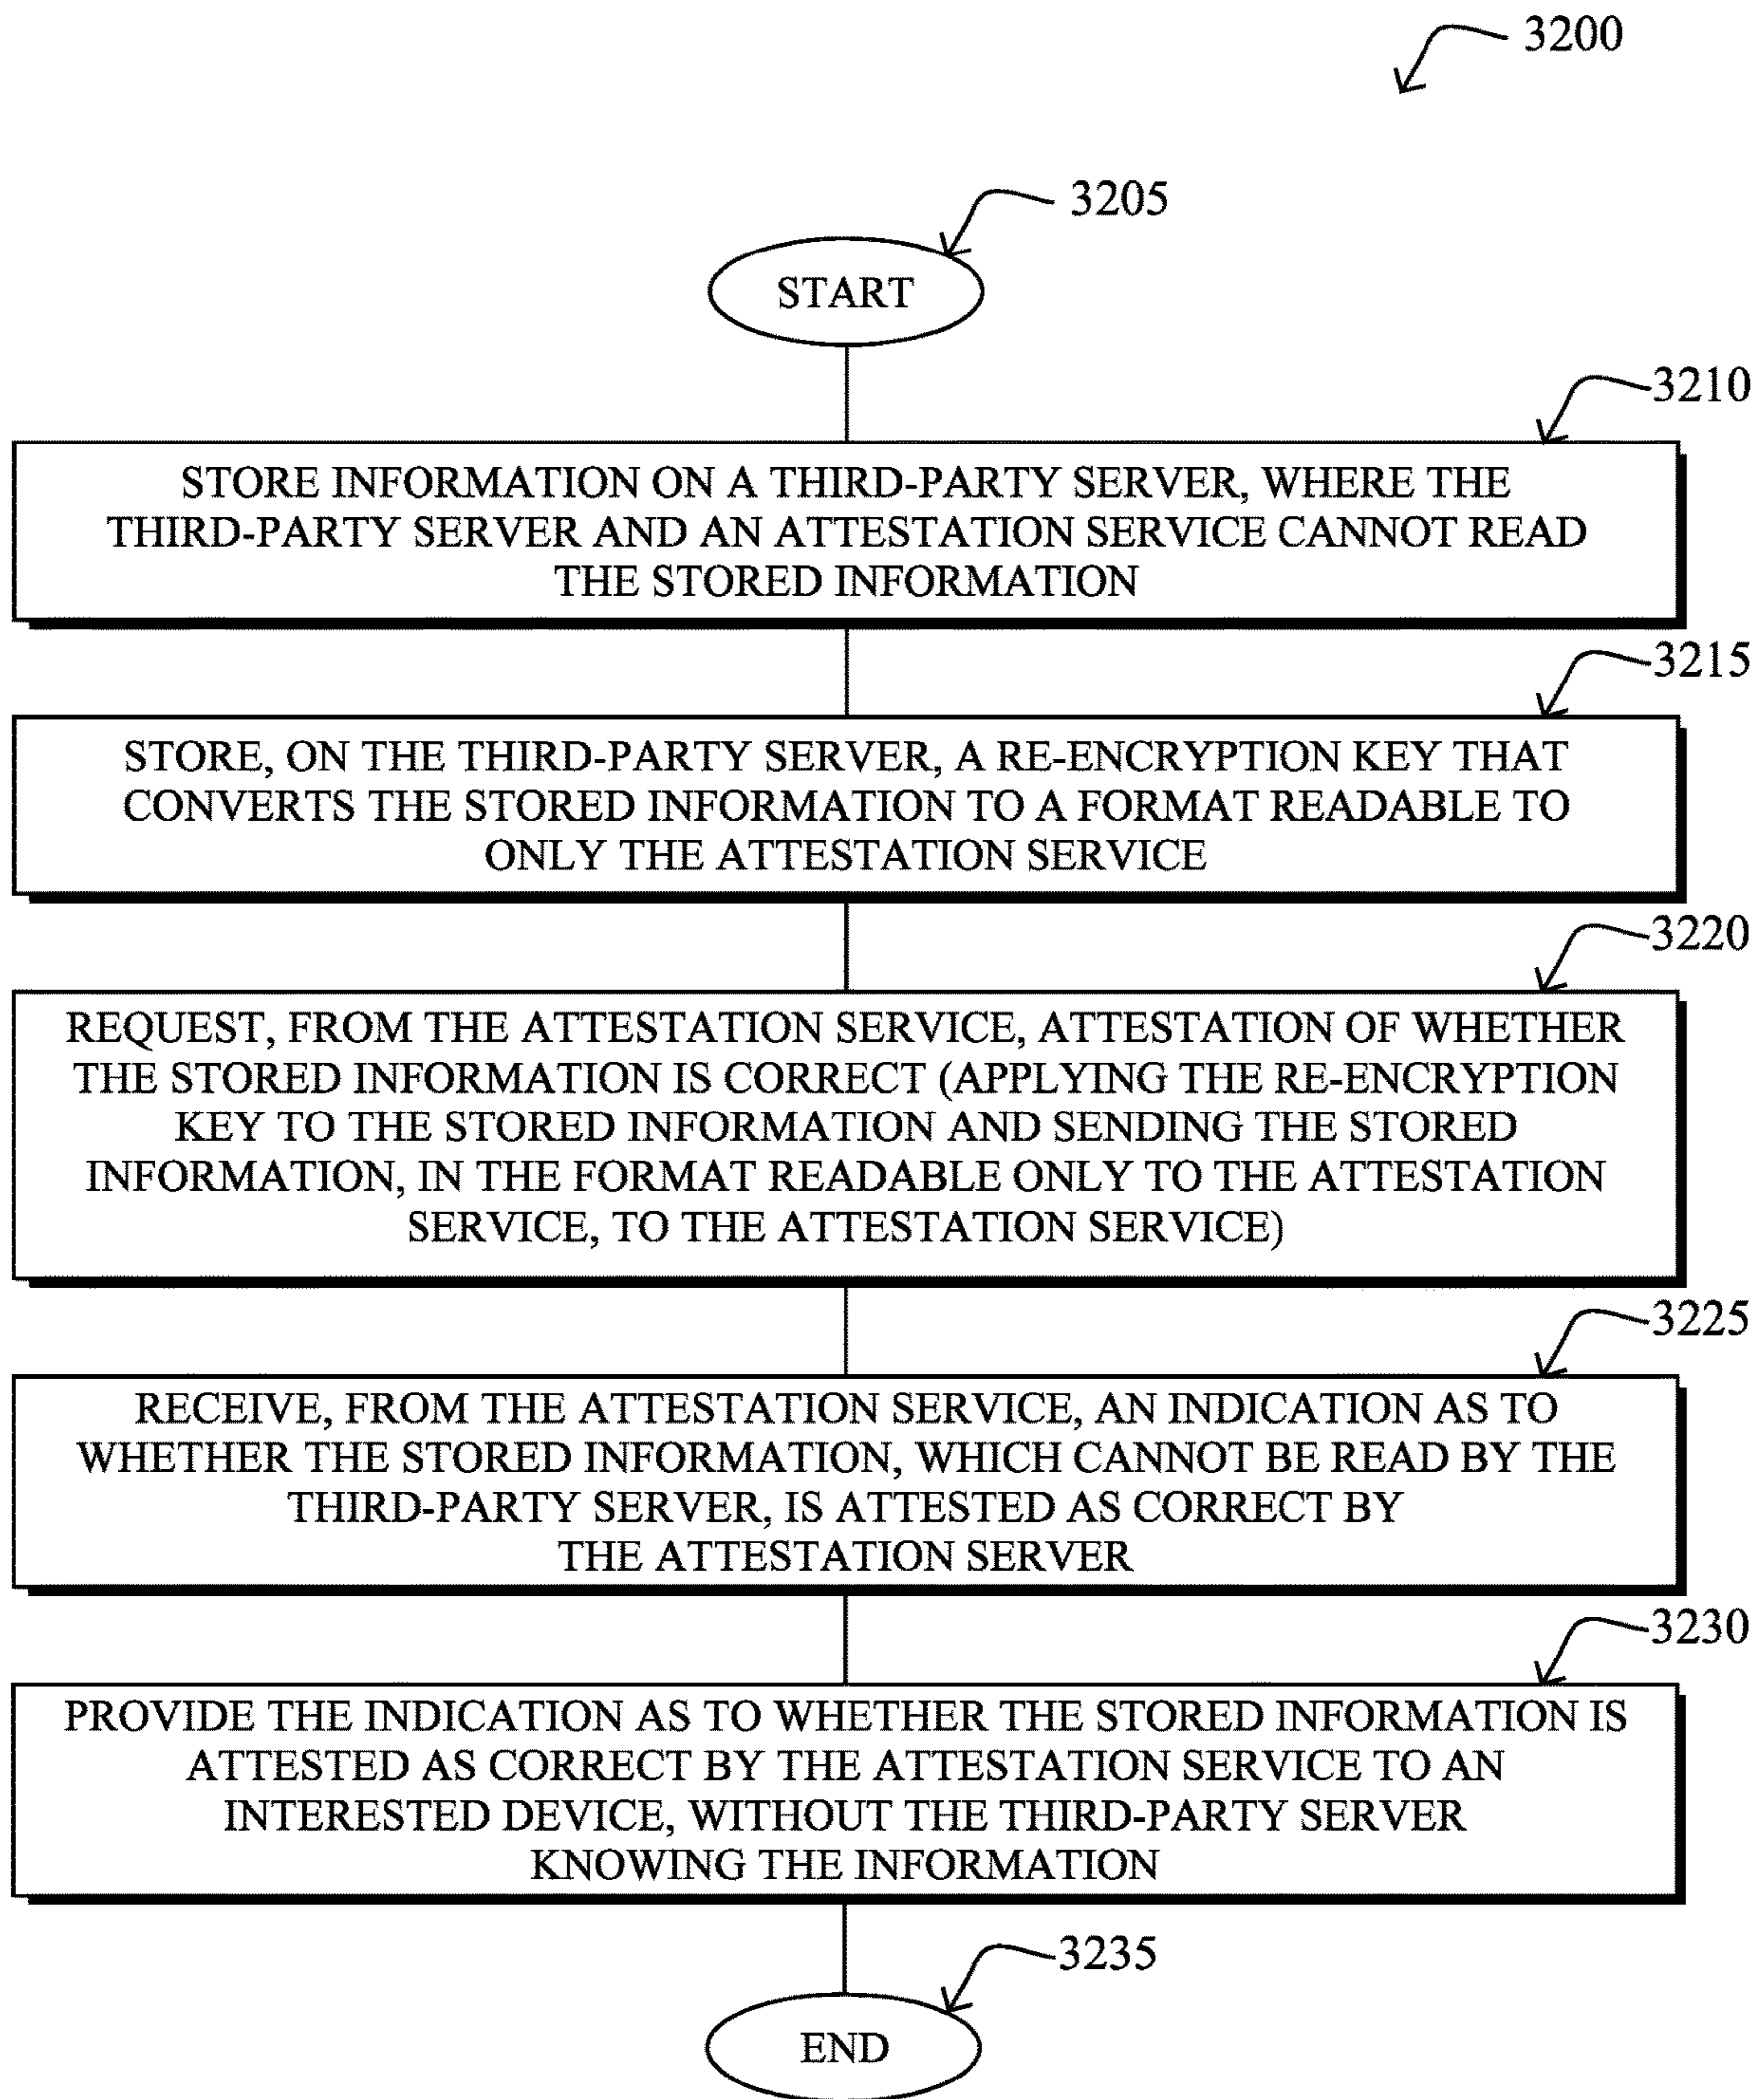 3200
3205
START
3210
STORE INFORMATION ON A THIRD-PARTY SERVER, WHERE THE
THIRD-PARTY SERVER AND AN ATTESTATION SERVICE CANNOT READ
THE STORED INFORMATION
3215
STORE, ON THE THIRD-PARTY SERVER, A RE-ENCRYPTION KEY THAT
CONVERTS THE STORED INFORMATION TO A FORMAT READABLE TO
ONLY THE ATTESTATION SERVICE
3220
REQUEST, FROM THE ATTESTATION SERVICE, ATTESTATION OF WHETHER
THE STORED INFORMATION IS CORRECT (APPLYING THE RE-ENCRYPTION
KEY TO THE STORED INFORMATION AND SENDING THE STORED
INFORMATION, IN THE FORMAT READABLE ONLY TO THE ATTESTATION
SERVICE, TO THE ATTESTATION SERVICE)
3225
RECEIVE, FROM THE ATTESTATION SERVICE, AN INDICATION AS TO
WHETHER THE STORED INFORMATION, WHICH CANNOT BE READ BY THE
THIRD-PARTY SERVER, IS ATTESTED AS CORRECT BY
THE ATTESTATION SERVER
3230
PROVIDE THE INDICATION AS TO WHETHER THE STORED INFORMATION IS
ATTESTED AS CORRECT BY THE ATTESTATION SERVICE TO AN
INTERESTED DEVICE, WITHOUT THE THIRD-PARTY SERVER
KNOWING THE INFORMATION
3235
END